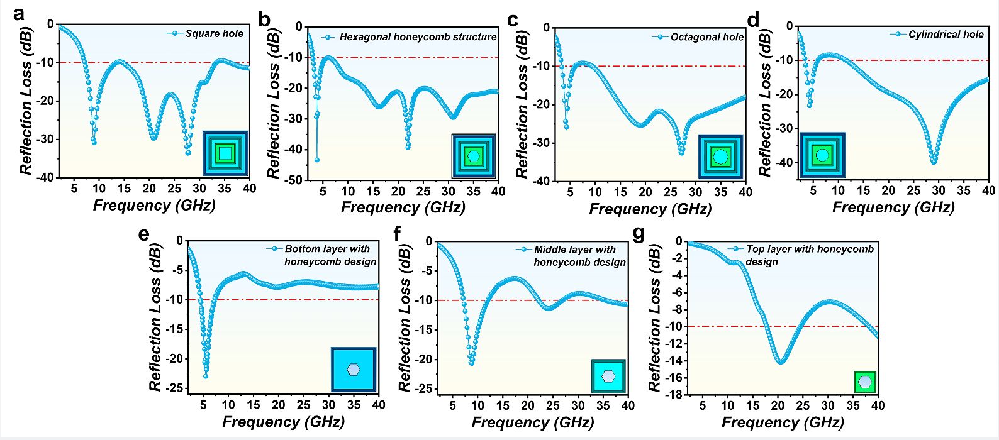 a
Reflection Loss (dB)
0
-10
-20
-30
-40
Square hole
5 10 15 20 25 30 35 40
Frequency (GHz)
b
Reflection Loss (dB)
0
-10
-20
-30
-40
-50
Hexagonal honeycomb structure
5 10 15 20 25 30 35 40
Frequency (GHz)
c
Reflection Loss (dB)
0
-10
-20
-30
-40
Octagonal hole
5 10 15 20 25 30 35 40
Frequency (GHz)
d
Reflection Loss (dB)
0
-10
-20
-30
-40
Cylindrical hole
5 10 15 20 25 30 35 40
Frequency (GHz)
e
Reflection Loss (dB)
0
-5
-10
-15
-20
-25
Bottom layer with
honeycomb design
5 10 15 20 25 30 35 40
Frequency (GHz)
f
Reflection Loss (dB)
0
-5
-10
-15
-20
-25
Middle layer with
honeycomb design
5 10 15 20 25 30 35 40
Frequency (GHz)
g
Reflection Loss (dB)
0
-2
-4
-6
-8
-10
-12
-14
-16
-18
Top layer with honeycomb
design
5 10 15 20 25 30 35 40
Frequency (GHz)